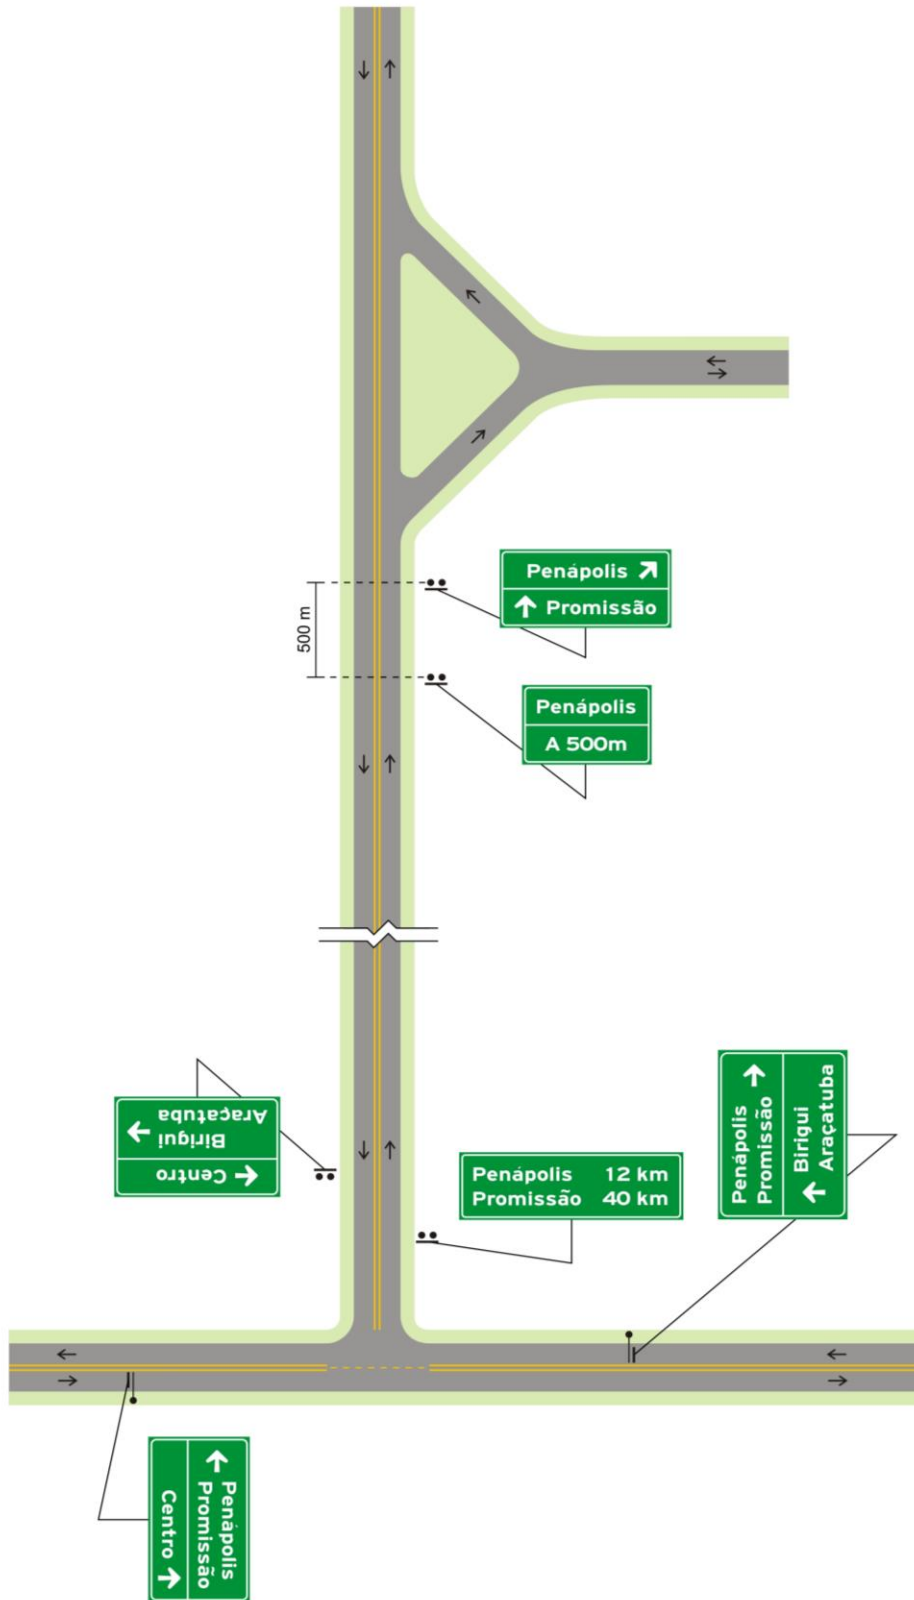 Penápolis
Promissão
500 m
Penápolis
A 500m
Birigui
Araçatuba
Centro
Penápolis 12 km
Promissão 40 km
Penápolis
Promissão
Birigui
Araçatuba
Penápolis
Promissão
Centro